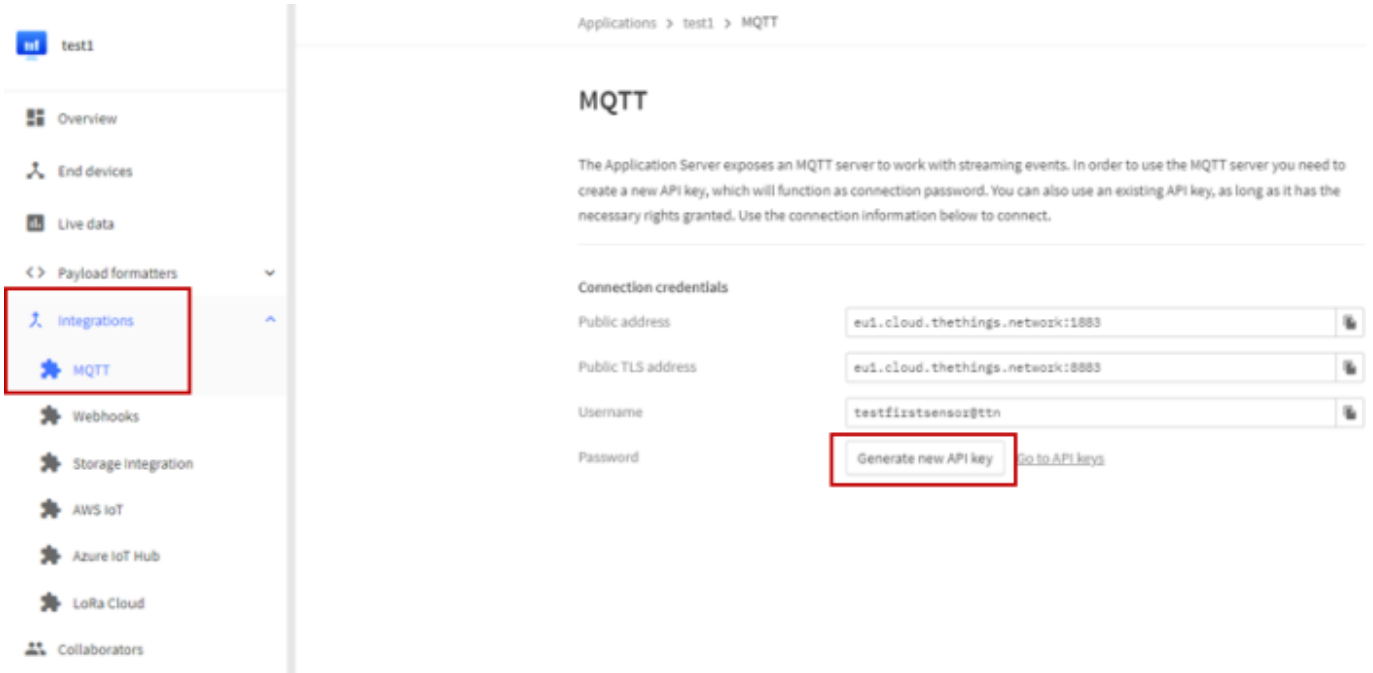 test1
Overview
End devices
Live data
Payload formatters
Integrations
MQTT
Webhooks
Storage Integration
AWS IoT
Azure IoT Hub
LoRa Cloud
Collaborators
Applications > test1 > MQTT
MQTT
The Application Server exposes an MQTT server to work with streaming events. In order to use the MQTT server you need to
create a new API key, which will function as connection password. You can also use an existing API key, as long as it has the
necessary rights granted. Use the connection information below to connect.
Connection credentials
Public address eu1.cloud.thethings.network:1883
Public TLS address eu1.cloud.thethings.network:8883
Username testfirstsensor@ttn
Password Generate new API key Go to API keys